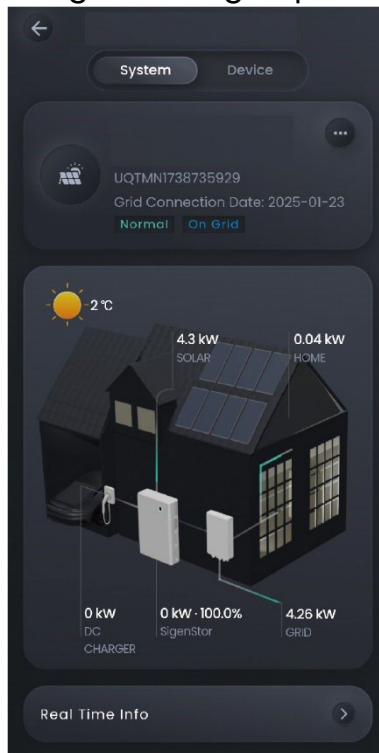 System
Device
UQTMN1738735929
Grid Connection Date: 2025-01-23
Normal
On Grid
-2 °C
4.3 kW
SOLAR
0.04 kW
HOME
0 kW
DC
CHARGER
0 kW · 100.0%
SigenStor
4.26 kW
GRID
Real Time Info